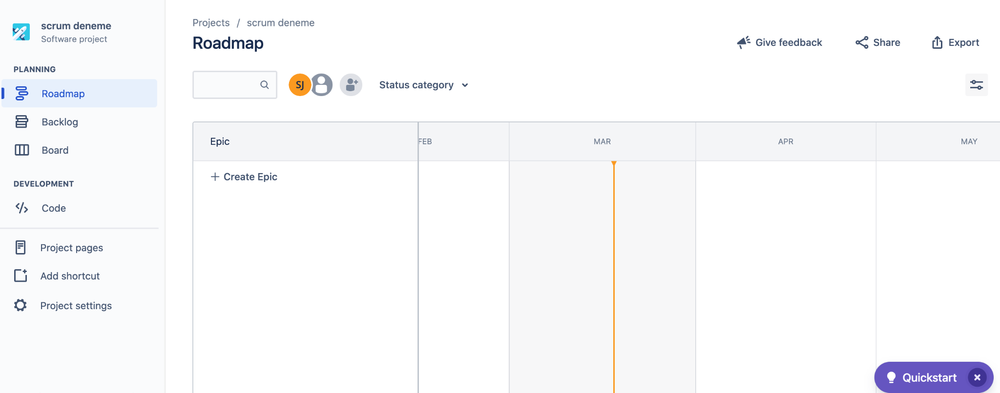 scrum deneme
Software project
PLANNING
Roadmap
Backlog
Board
DEVELOPMENT
Code
Project pages
Add shortcut
Project settings
Projects / scrum deneme
Roadmap
Give feedback
Share
Export
SJ
Status category
Epic
FEB
MAR
APR
MAY
Create Epic
Quickstart